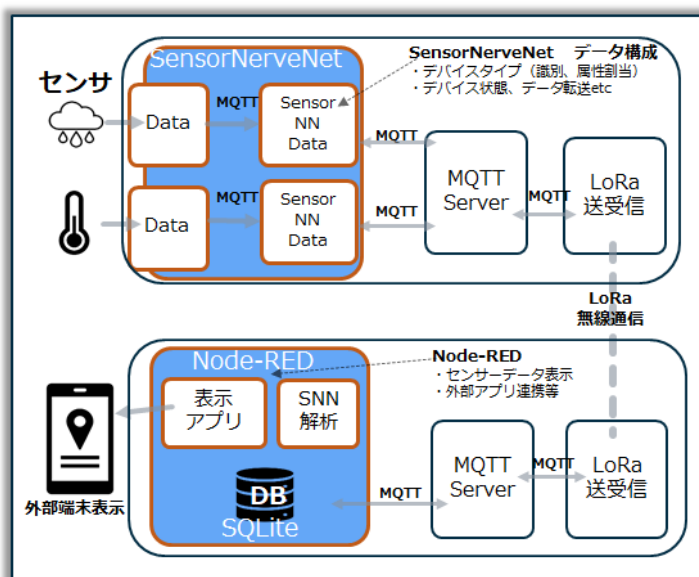 SensorNerveNet
SensorNerveNet データ構成
・デバイスタイプ（識別、属性割当）
・デバイス状態、データ転送etc
センサ
Data
MQTT
Sensor
NN
Data
MQTT
MQTT
Server
MQTT
LoRa
送受信
Data
MQTT
Sensor
NN
Data
MQTT
LoRa
無線通信
Node-RED
Node-RED
・センサーデータ表示
・外部アプリ連携等
表示
アプリ
SNN
解析
MQTT
Server
MQTT
LoRa
送受信
DB
SQLite
MQTT
外部端末表示